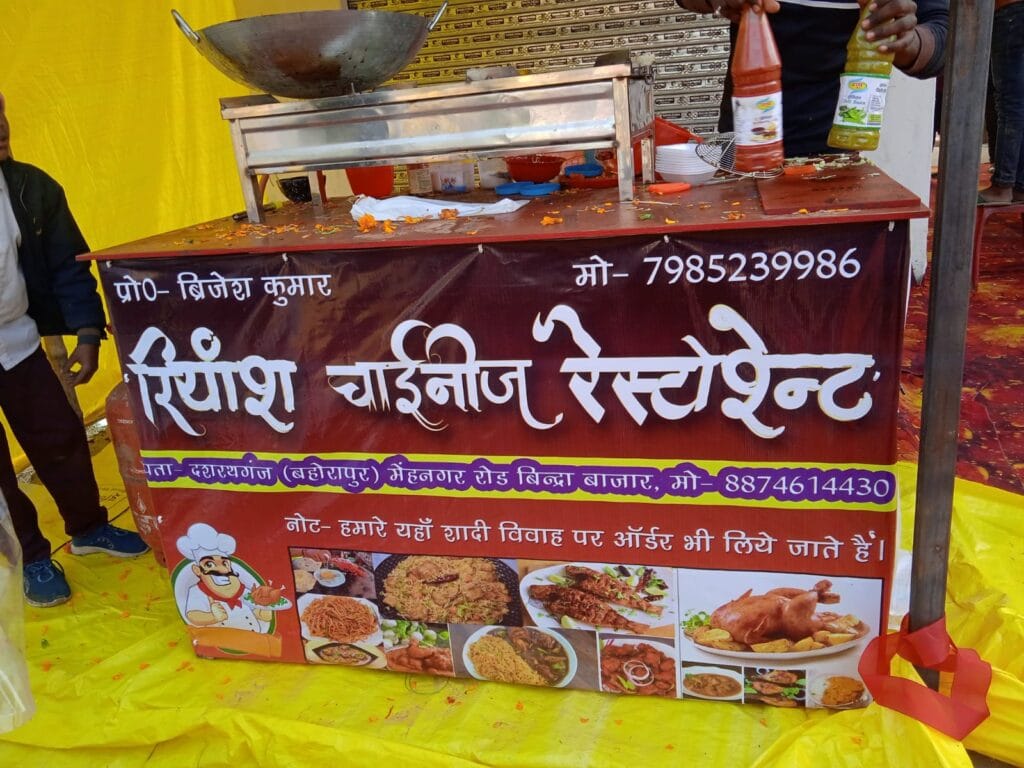 प्रो0- ब्रिजेश कुमार
मो- 7985239986
रियांश चाईनीज रेस्टोरेन्ट
पता- दशरथगंज (बहोरापुर) मेंहनगर रोड बिन्द्रा बाजार, मो- 8874614430
नोट- हमारे यहाँ शादी विवाह पर ऑर्डर भी लिये जाते हैं।